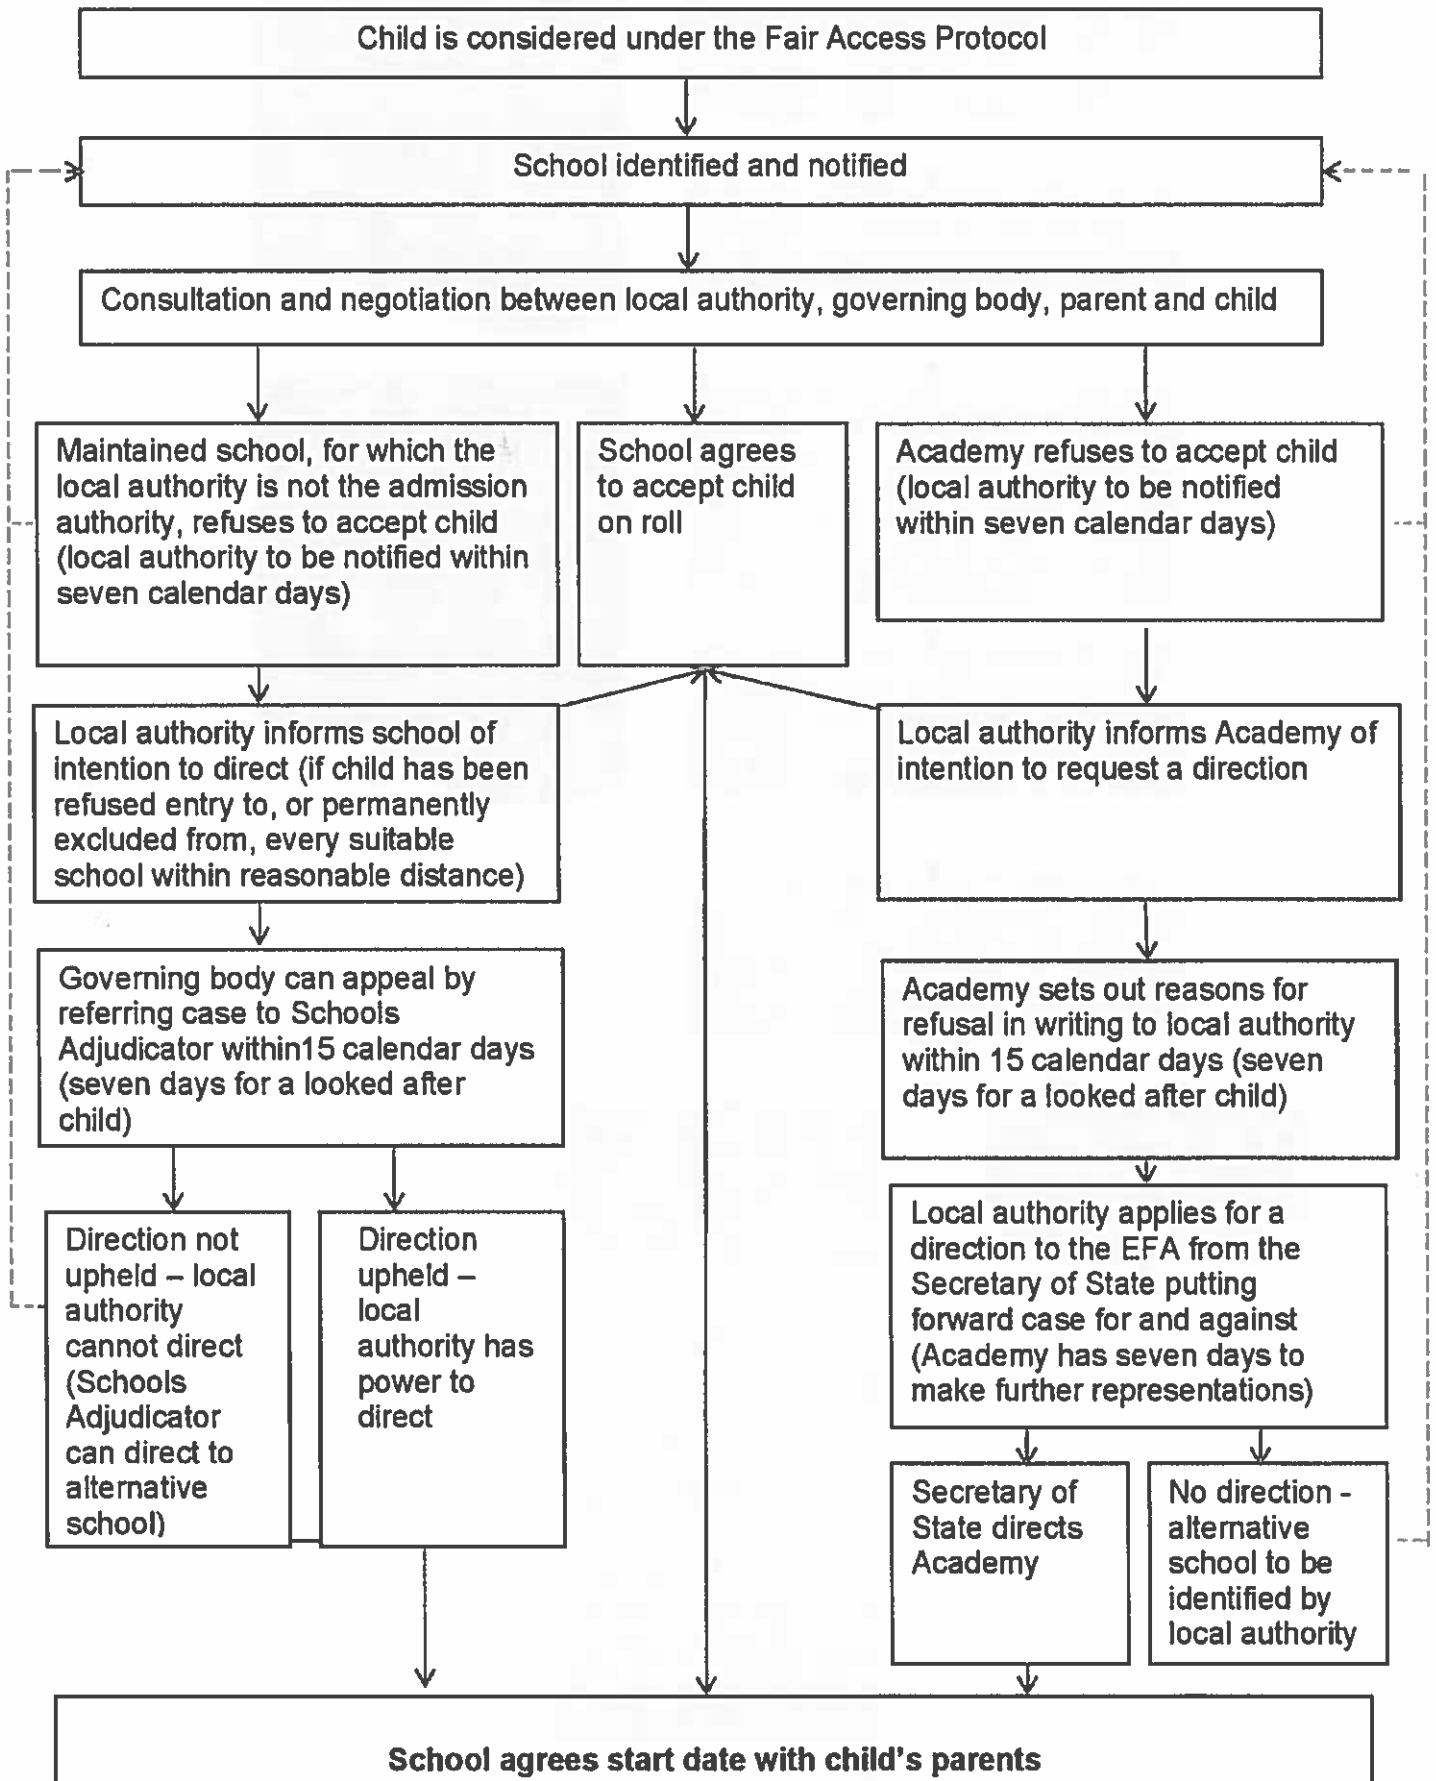 Child is considered under the Fair Access Protocol
School identified and notified
Consultation and negotiation between local authority, governing body, parent and child
Maintained school, for which the
local authority is not the admission
authority, refuses to accept child
(local authority to be notified within
seven calendar days)
School agrees
to accept child
on roll
Academy refuses to accept child
(local authority to be notified
within seven calendar days)
Local authority informs school of
intention to direct (if child has been
refused entry to, or permanently
excluded from, every suitable
school within reasonable distance)
Local authority informs Academy of
intention to request a direction
Governing body can appeal by
referring case to Schools
Adjudicator within15 calendar days
(seven days for a looked after
child)
Academy sets out reasons for
refusal in writing to local authority
within 15 calendar days (seven
days for a looked after child)
Direction not
upheld – local
authority
cannot direct
(Schools
Adjudicator
can direct to
alternative
school)
Direction
upheld –
local
authority has
power to
direct
Local authority applies for a
direction to the EFA from the
Secretary of State putting
forward case for and against
(Academy has seven days to
make further representations)
Secretary of
State directs
Academy
No direction -
alternative
school to be
identified by
local authority
School agrees start date with child's parents